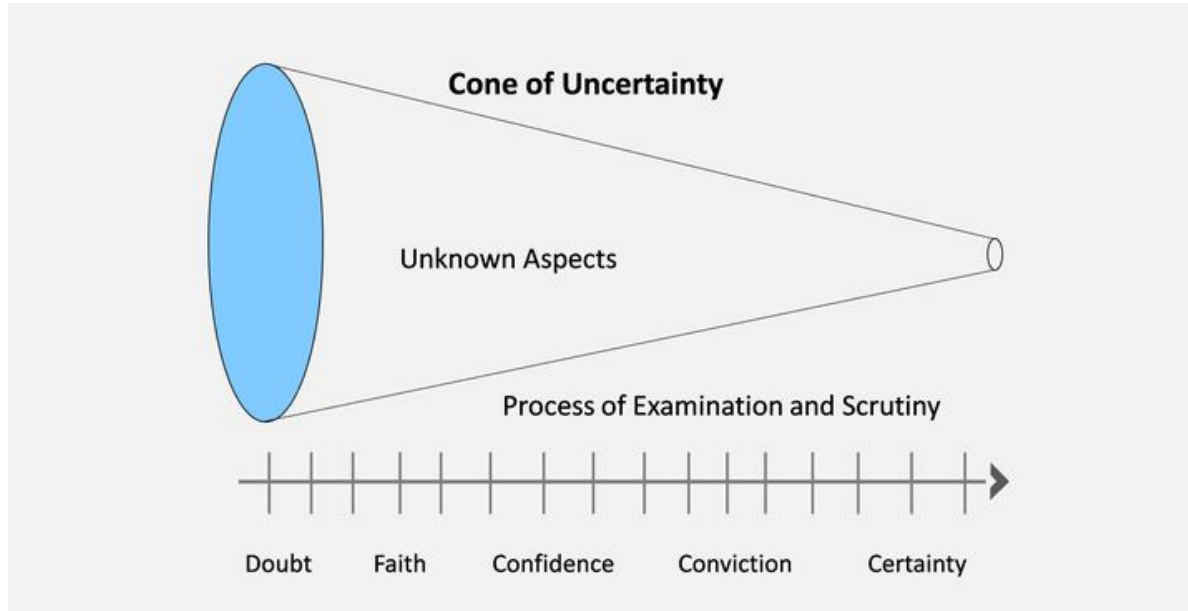 Cone of Uncertainty
Unknown Aspects
Process of Examination and Scrutiny
Doubt Faith Confidence Conviction Certainty